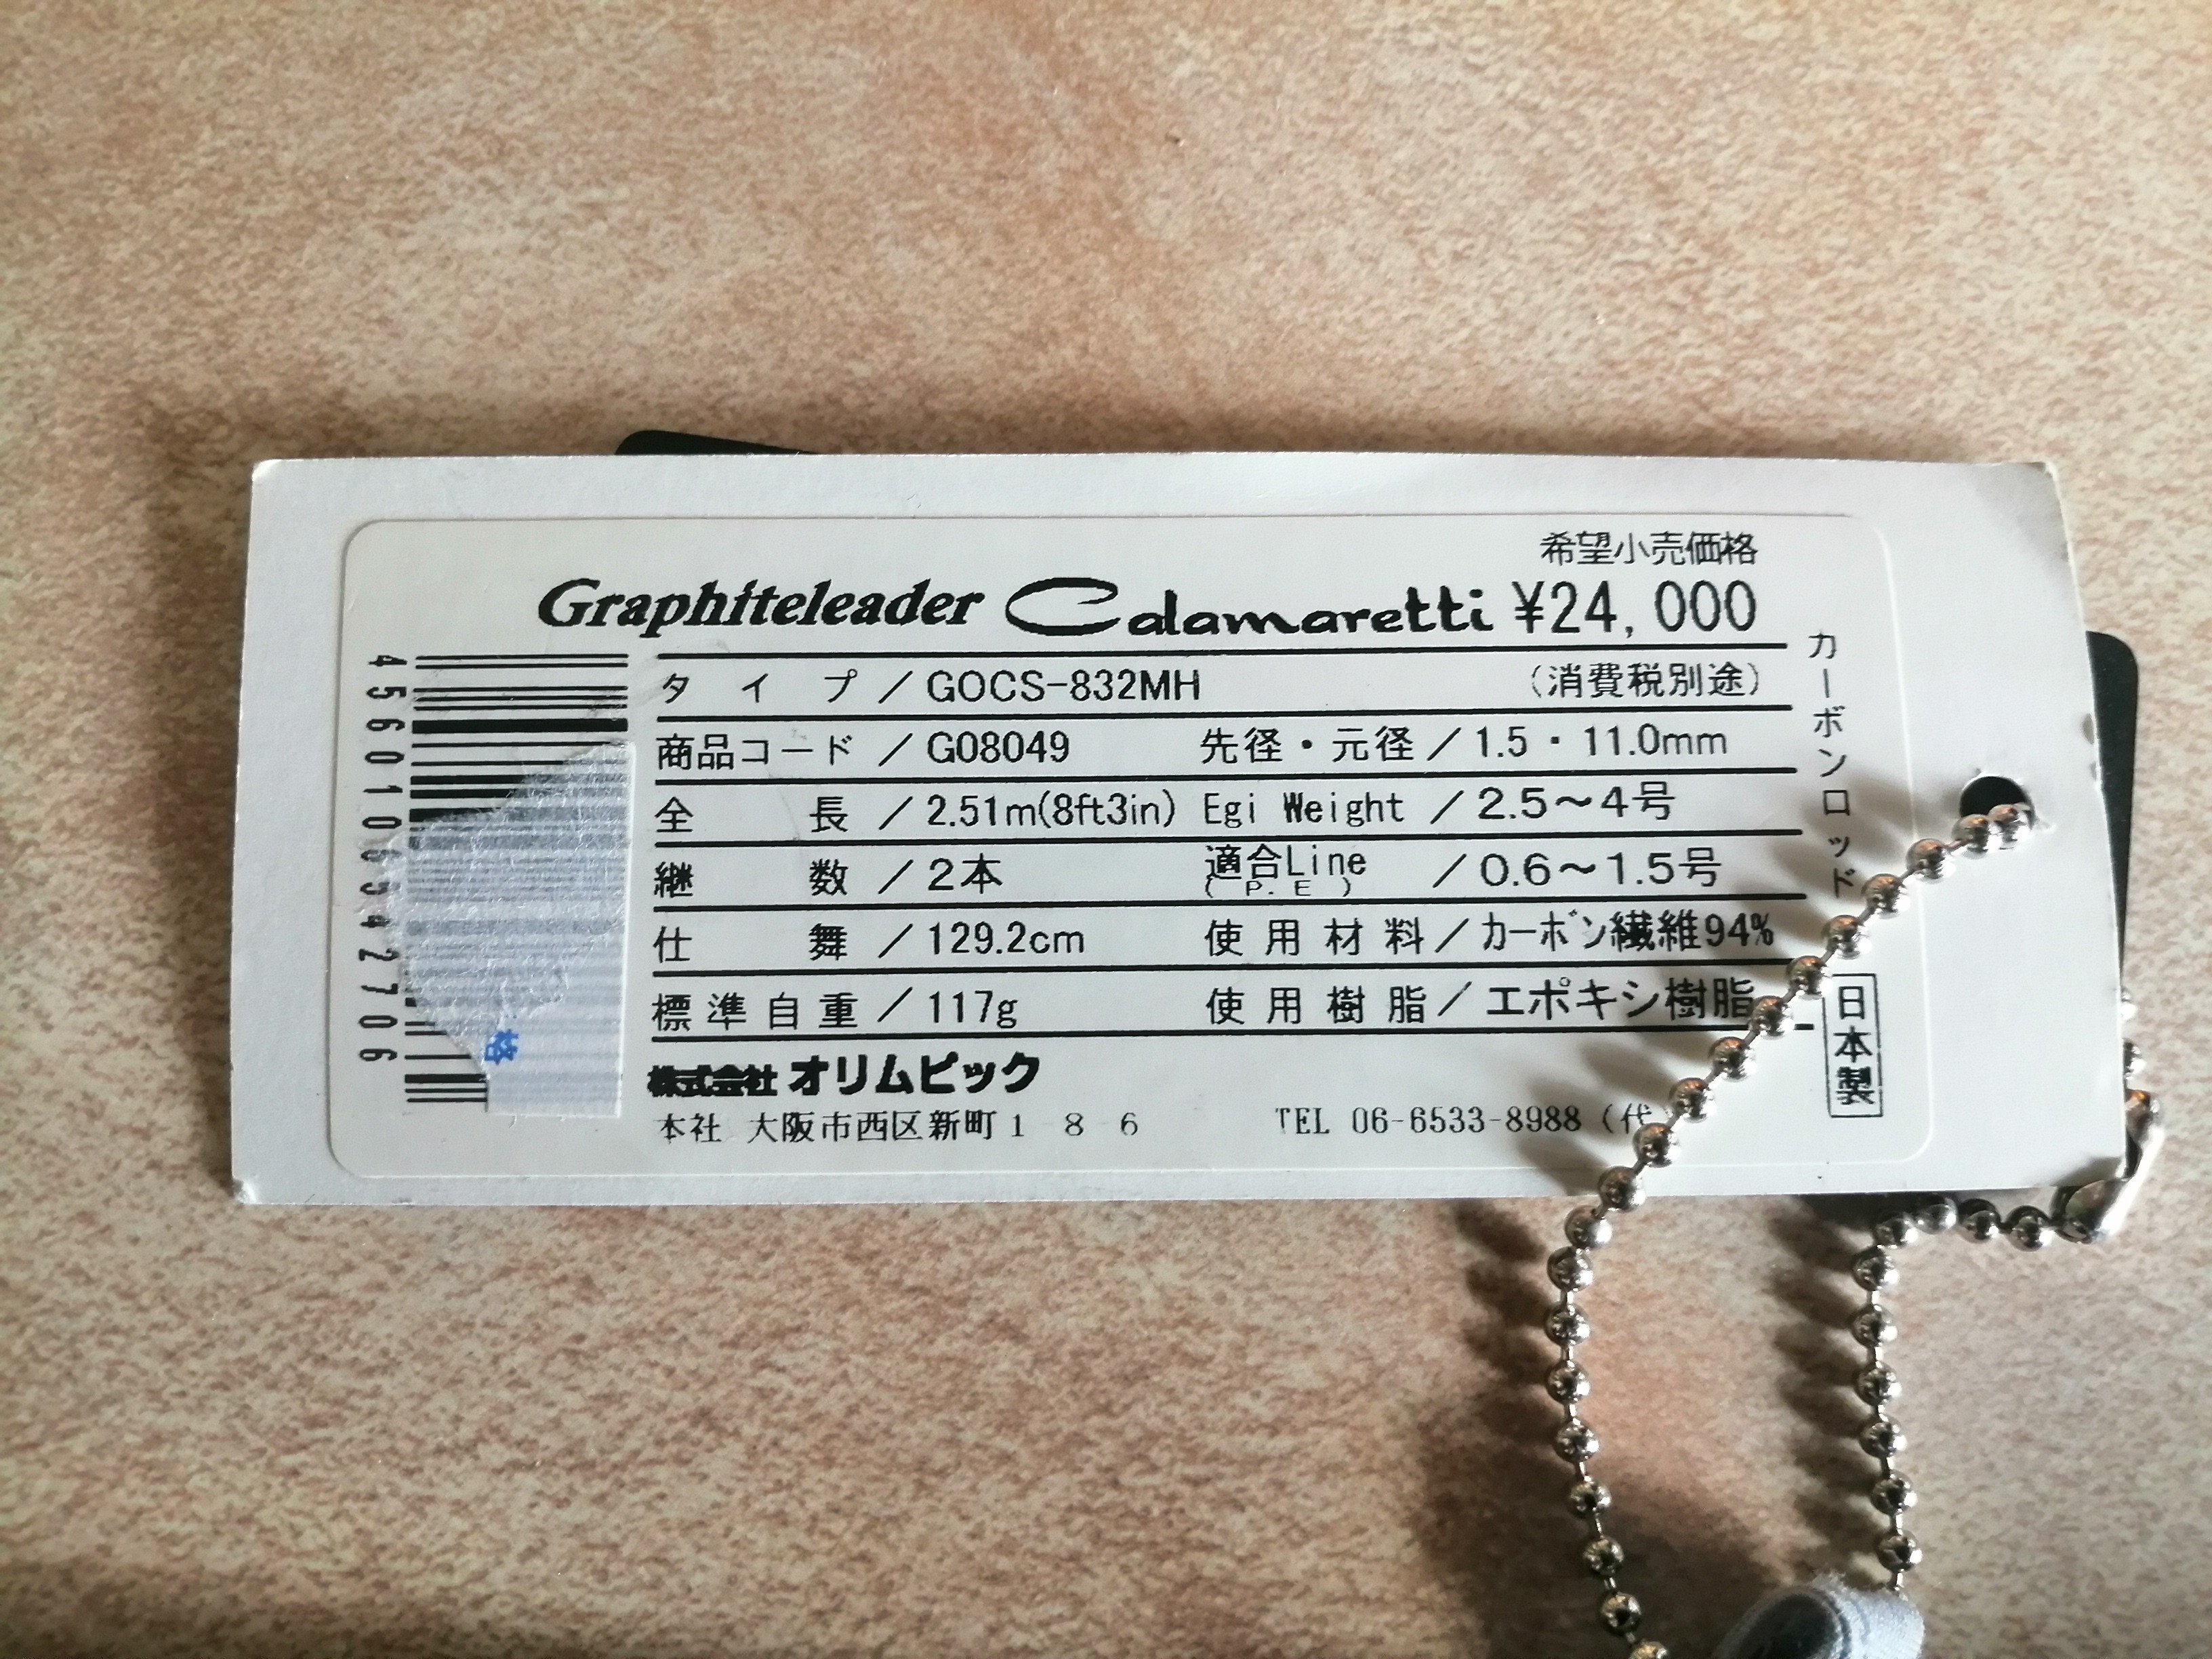 希望小売価格
Graphiteleader Calamaretti ¥24,000
タイプ／GOCS-832MH (消費税別途)
商品コード／G08049 先径・元径／1.5・11.0mm
全長／2.51m(8ft3in) Egi Weight／2.5～4号
継数／2本 適合Line／0.6～1.5号
(P.E)
仕舞／129.2cm 使用材料／カーボン繊維94%
標準自重／117g 使用樹脂／エポキシ樹脂
株式会社 オリムピック
本社 大阪市西区新町1 8 6 TEL 06-6533-8988(代
カーボンロッド
日本製
4560106542706
格